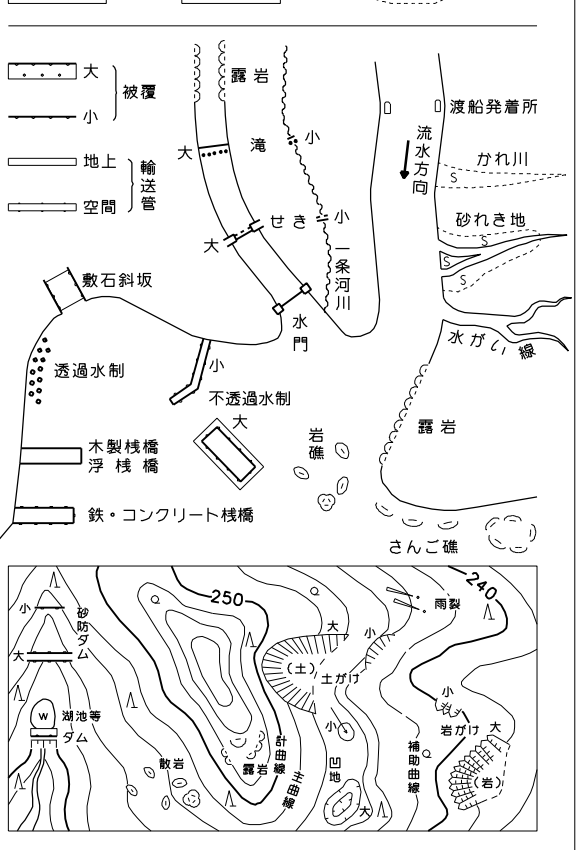 大
小
被覆
地上
空間
輸送管
露岩
大
滝
小
せき
小
大
一条河川
水門
渡船発着所
流水方向
かれ川
S
砂れき地
S
S
S
水がい線
敷石斜坂
透過水制
小
不透過水制
大
木製桟橋
浮桟橋
鉄・コンクリート桟橋
岩礁
露岩
さんご礁
小
砂防ダム
大
W
湖池等
ダム
250
240
大
小
(土)
土がけ
雨裂
小
岩がけ
大
(岩)
小
凹地
大
散岩
露岩
計曲線
主曲線
補助曲線